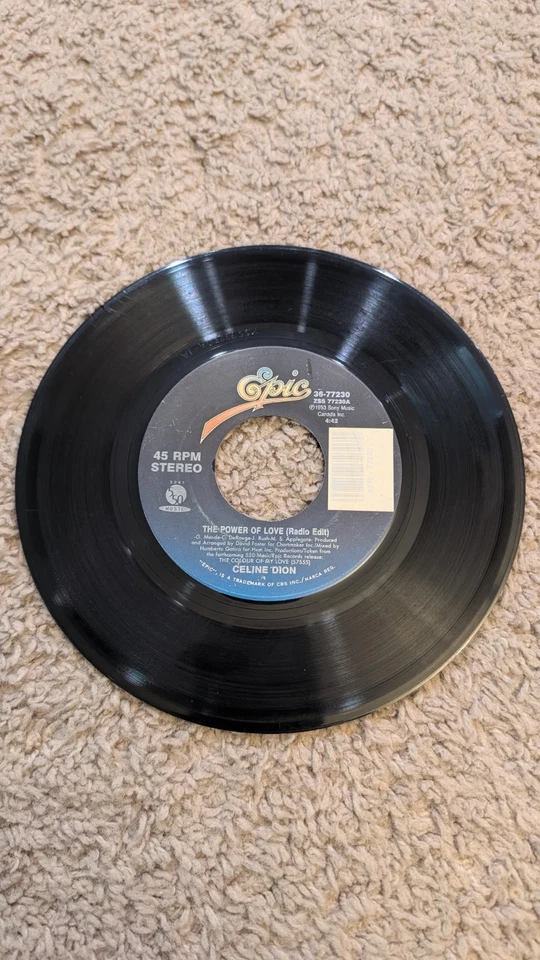 Epic
36-77230
ZSS 77230A
℗1993 Sony Music
Canada Inc.
4:42
45 RPM
STEREO
SONY
550
MUSIC
THE POWER OF LOVE (Radio Edit)
-G. Mende-C. DeRouge-J. Rush-M. S. Applegate- Produced
and Arranged by David Foster for Chartmaker Inc./Mixed by
Humberto Gatica for Hum Inc. Productions/Taken from
the forthcoming 550 Music/Epic Records release:
THE COLOUR OF MY LOVE (57555)
CELINE DION
"EPIC", IS A TRADEMARK OF CBS INC./MARCA REG.